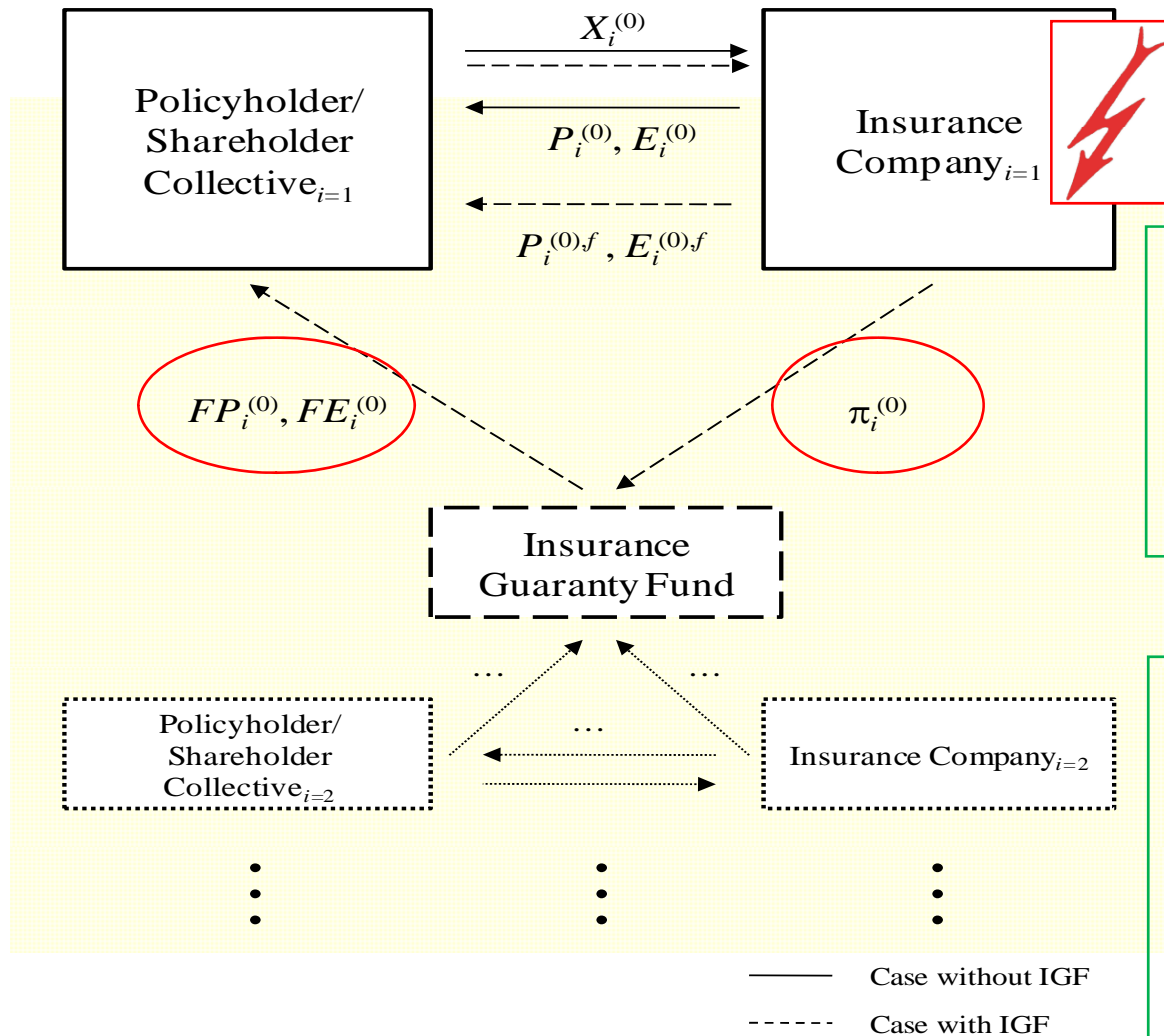 X_i^(0)
Policyholder/
Shareholder
Collective_i=1
P_i^(0), E_i^(0)
P_i^(0),f , E_i^(0),f
Insurance
Company_i=1
FP_i^(0), FE_i^(0)
π_i^(0)
Insurance
Guaranty Fund
...
...
...
Policyholder/
Shareholder
Collective_i=2
Insurance Company_i=2
Case without IGF
Case with IGF